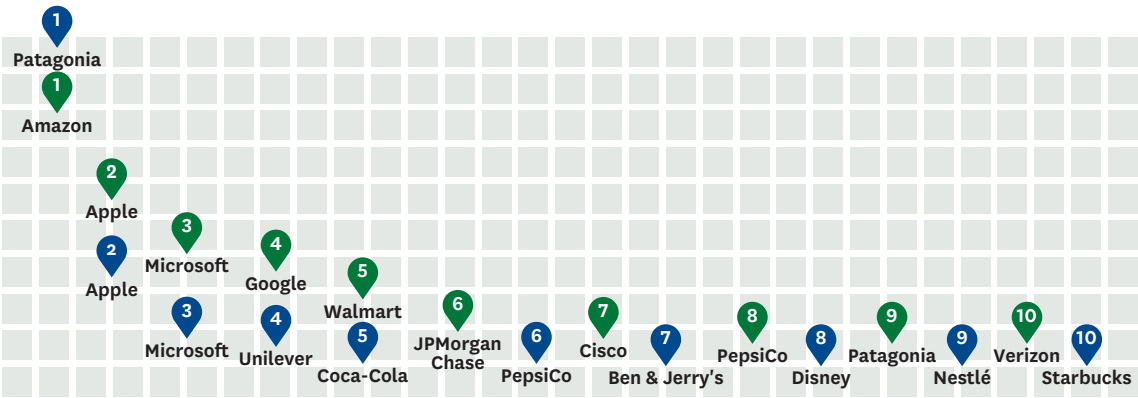 1
Patagonia
1
Amazon
2
Apple
2
Apple
3
Microsoft
3
Microsoft
4
Google
4
Unilever
5
Walmart
5
Coca-Cola
6
JPMorgan
Chase
6
PepsiCo
7
Cisco
7
Ben & Jerry's
8
PepsiCo
8
Disney
9
Patagonia
9
Nestlé
10
Verizon
10
Starbucks